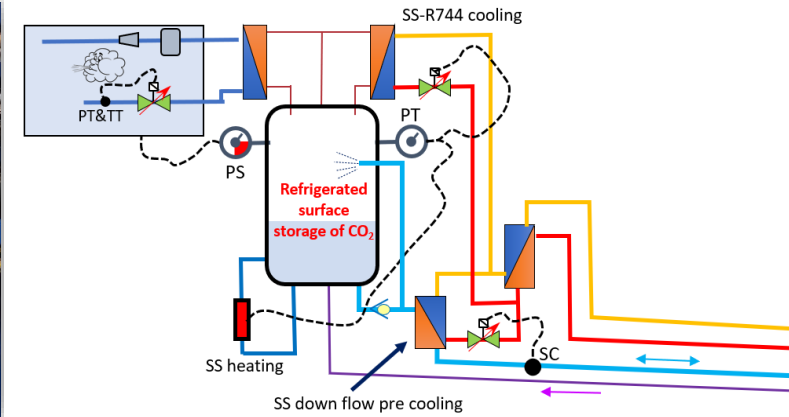 SS-R744 cooling
PT&TT
PT
PS
Refrigerated
surface
storage of CO₂
SS heating
SC
SS down flow pre cooling